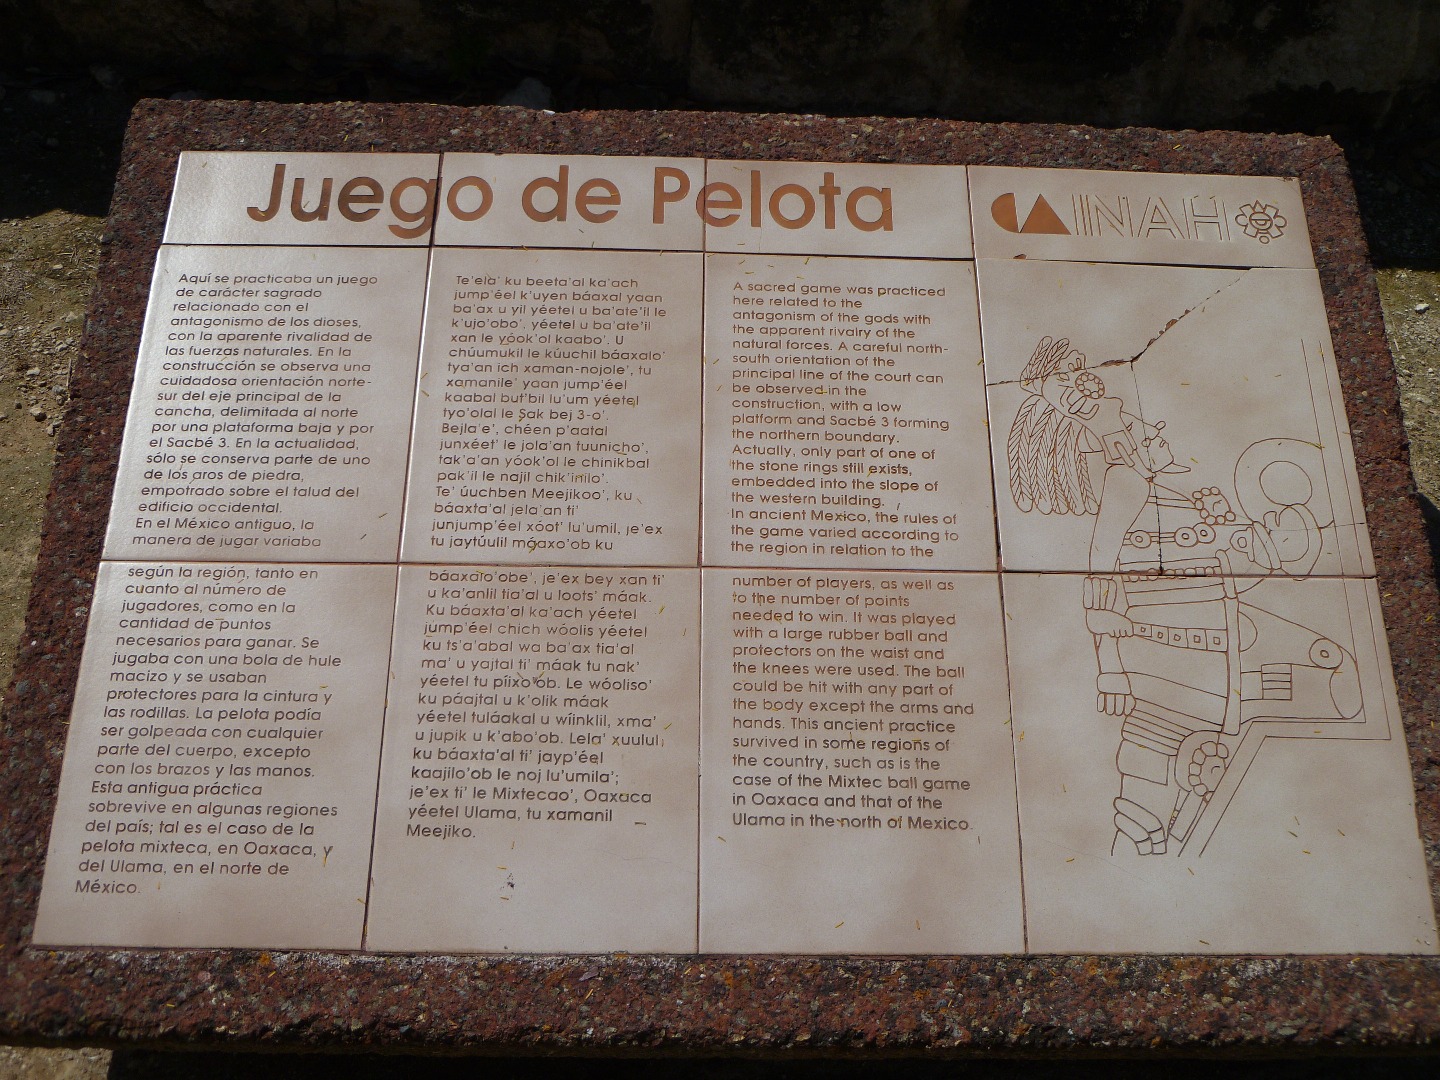 Juego de Pelota
CA INAH
Aquí se practicaba un juego
de carácter sagrado
relacionado con el
antagonismo de los dioses,
con la aparente rivalidad de
las fuerzas naturales. En la
construcción se observa una
cuidadosa orientación norte-
sur del eje principal de la
cancha, delimitada al norte
por una plataforma baja y por
el Sacbé 3. En la actualidad,
sólo se conserva parte de uno
de los aros de piedra,
empotrado sobre el talud del
edificio occidental.
En el México antiguo, la
manera de jugar variaba
según la región, tanto en
cuanto al número de
jugadores, como en la
cantidad de puntos
necesarios para ganar. Se
jugaba con una bola de hule
macizo y se usaban
protectores para la cintura y
las rodillas. La pelota podía
ser golpeada con cualquier
parte del cuerpo, excepto
con los brazos y las manos.
Esta antigua práctica
sobrevive en algunas regiones
del país; tal es el caso de la
pelota mixteca, en Oaxaca, y
del Ulama, en el norte de
México.
Te'ela' ku beeta'al ka'ach
jump'éel k'uyen báaxal yaan
ba'ax u yil yéetel u ba'ate'il le
k'ujo'obo', yéetel u ba'ate'il
xan le yóok'ol kaabo'. U
chúumukil le kúuchil báaxalo'
tya'an ich xaman-nojole', tu
xamanile' yaan jump'éel
kaabal but'bil lu'um yéetel
tyo'olal le Sak bej 3-o'.
Bejla'e', chéen p'aatal
junxéet' le jola'an tuunicho',
tak'a'an yóok'ol le chinikbal
pak'il le najil chik'inilo'.
Te' úuchben Meejikoo', ku
báaxta'al jela'an ti'
junjump'éel xóot' lu'umil, je'ex
tu jaytúulil máaxo'ob ku
báaxalo'obe', je'ex bey xan ti'
u ka'anlil tia'al u loots' máak.
Ku báaxta'al ka'ach yéetel
jump'éel chich wóolis yéetel
ku ts'a'abal wa ba'ax tia'al
ma' u yajtal ti' máak tu nak'
yéetel tu píixo'ob. Le wóoliso'
ku páajtal u k'olik máak
yéetel tuláakal u wíinklil, xma'
u jupik u k'abo'ob. Lela' xuulul,
ku báaxta'al ti' jayp'éel
kaajilo'ob le noj lu'umila';
je'ex ti' le Mixtecao', Oaxaca
yéetel Ulama, tu xamanil
Meejiko.
A sacred game was practiced
here related to the
antagonism of the gods with
the apparent rivalry of the
natural forces. A careful north-
south orientation of the
principal line of the court can
be observed in the
construction, with a low
platform and Sacbé 3 forming
the northern boundary.
Actually, only part of one of
the stone rings still exists,
embedded into the slope of
the western building.
In ancient Mexico, the rules of
the game varied according to
the region in relation to the
number of players, as well as
to the number of points
needed to win. It was played
with a large rubber ball and
protectors on the waist and
the knees were used. The ball
could be hit with any part of
the body except the arms and
hands. This ancient practice
survived in some regions of
the country, such as is the
case of the Mixtec ball game
in Oaxaca and that of the
Ulama in the north of Mexico.